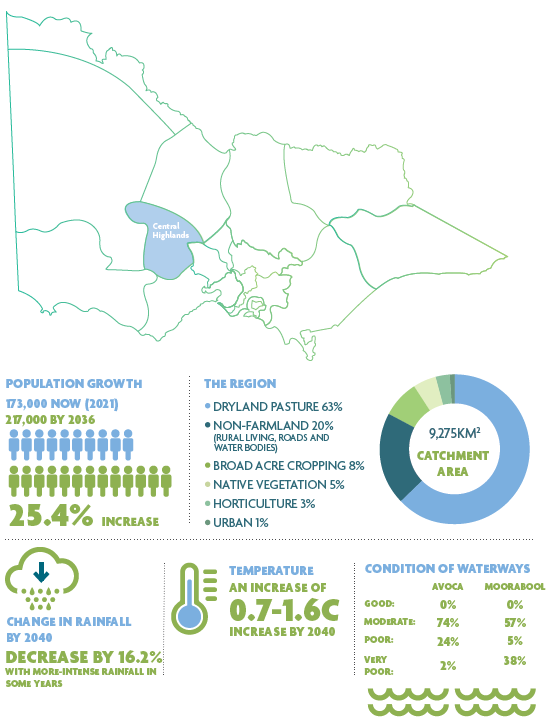 Central
Highlands
POPULATION GROWTH
173,000 NOW (2021)
217,000 BY 2036
25.4% INCREASE
THE REGION
DRYLAND PASTURE 63%
NON-FARMLAND 20%
(RURAL LIVING, ROADS AND
WATER BODIES)
BROAD ACRE CROPPING 8%
NATIVE VEGETATION 5%
HORTICULTURE 3%
URBAN 1%
9,275KM²
CATCHMENT
AREA
CHANGE IN RAINFALL
BY 2040
DECREASE BY 16.2%
WITH MORE-INTENSE RAINFALL IN
SOME YEARS
TEMPERATURE
AN INCREASE OF
0.7-1.6C
INCREASE BY 2040
CONDITION OF WATERWAYS
AVOCA MOORABOOL
GOOD: 0% 0%
MODERATE: 74% 57%
POOR: 24% 5%
VERY
POOR: 2% 38%